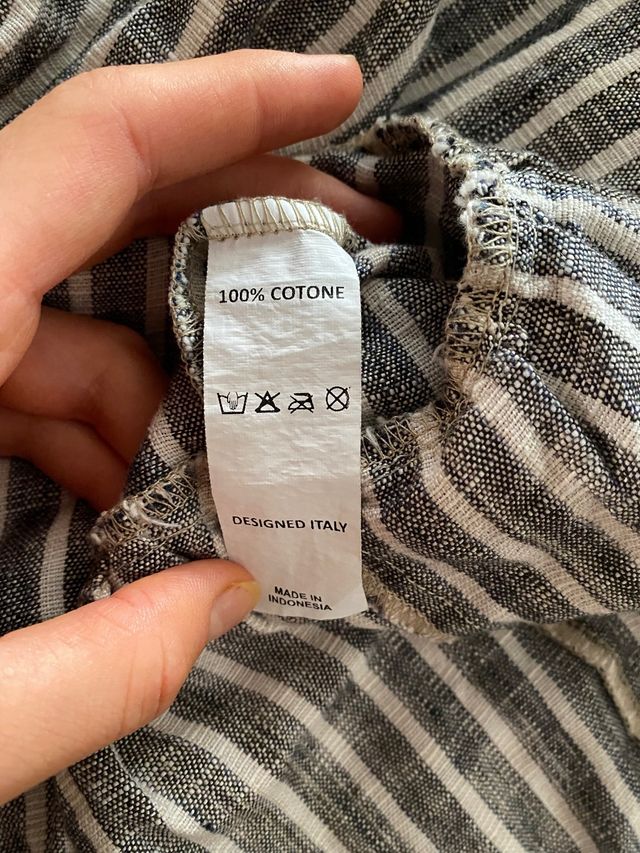 100% COTONE
DESIGNED ITALY
MADE IN
INDONESIA